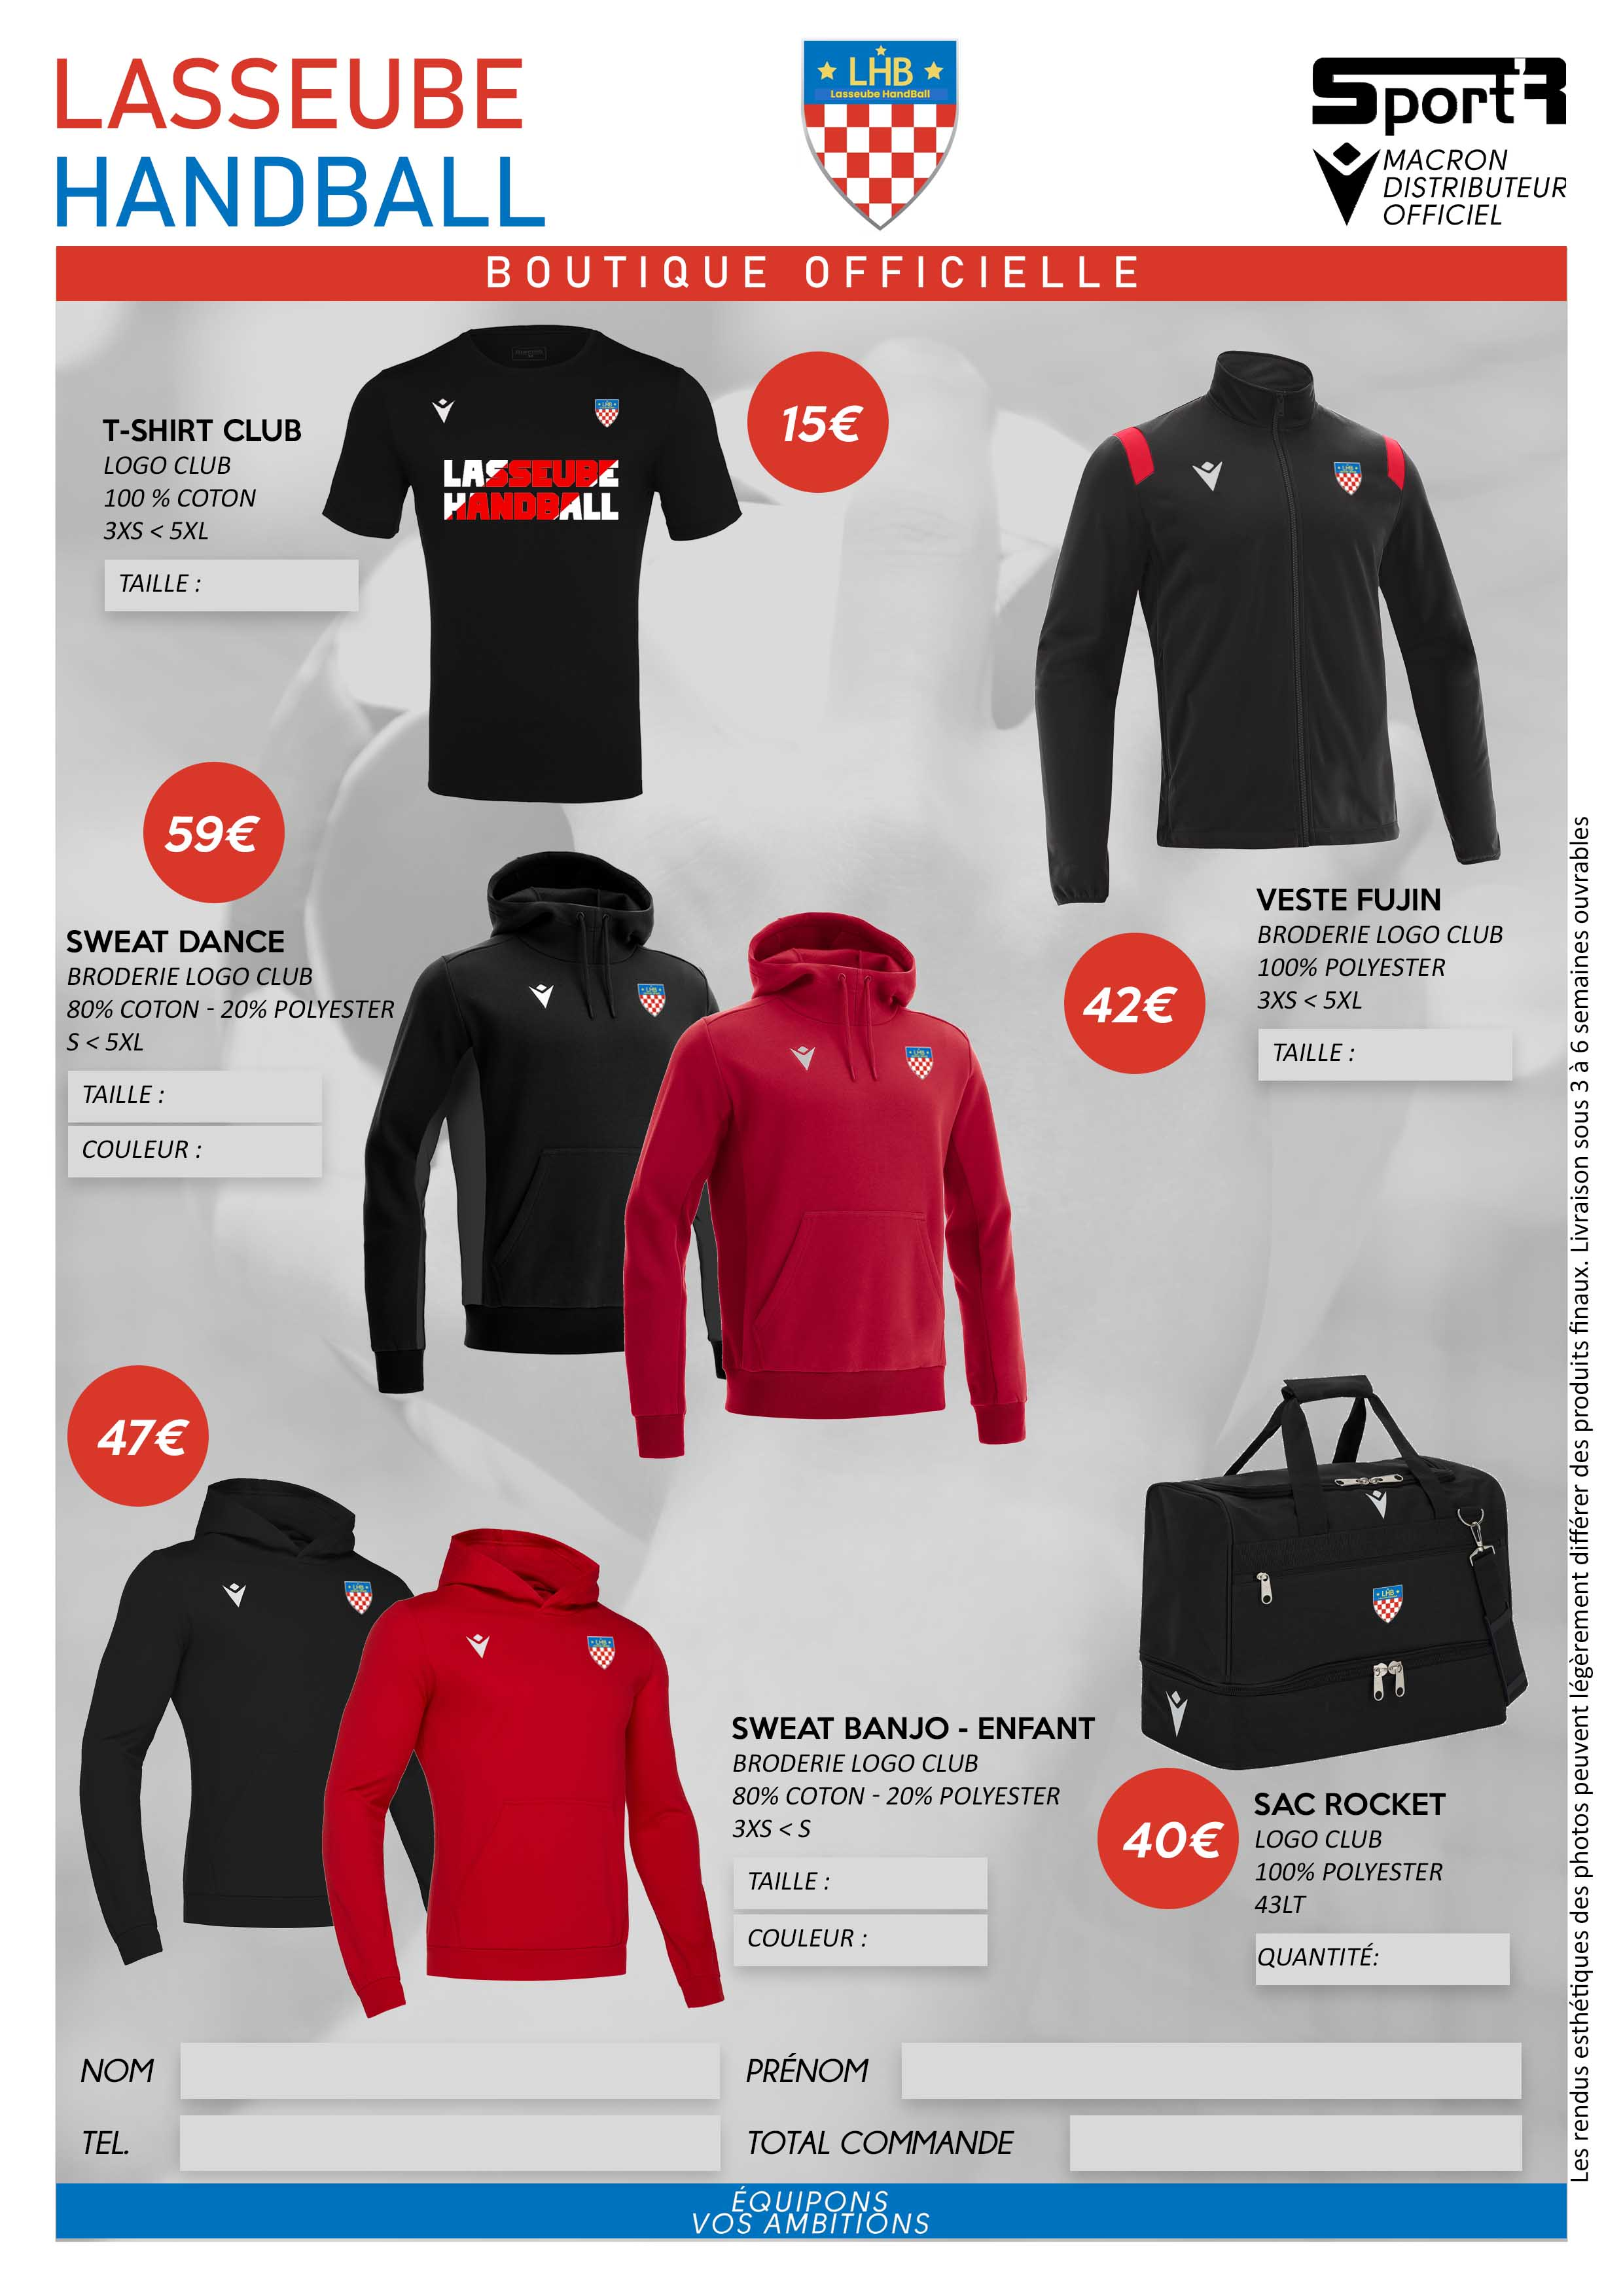 LASSEUBE
HANDBALL
LHB
Lasseube HandBall
Sport'R
MACRON
DISTRIBUTEUR
OFFICIEL
BOUTIQUE OFFICIELLE
T-SHIRT CLUB
LOGO CLUB
100 % COTON
3XS < 5XL
TAILLE :
LASSEUBE
HANDBALL
15€
59€
SWEAT DANCE
BRODERIE LOGO CLUB
80% COTON - 20% POLYESTER
S < 5XL
TAILLE :
COULEUR :
VESTE FUJIN
BRODERIE LOGO CLUB
100% POLYESTER
3XS < 5XL
TAILLE :
42€
47€
SWEAT BANJO - ENFANT
BRODERIE LOGO CLUB
80% COTON - 20% POLYESTER
3XS < S
TAILLE :
COULEUR :
40€
SAC ROCKET
LOGO CLUB
100% POLYESTER
43LT
QUANTITÉ:
NOM
PRÉNOM
TEL.
TOTAL COMMANDE
ÉQUIPONS
VOS AMBITIONS
Les rendus esthétiques des photos peuvent légèrement différer des produits finaux. Livraison sous 3 à 6 semaines ouvrables